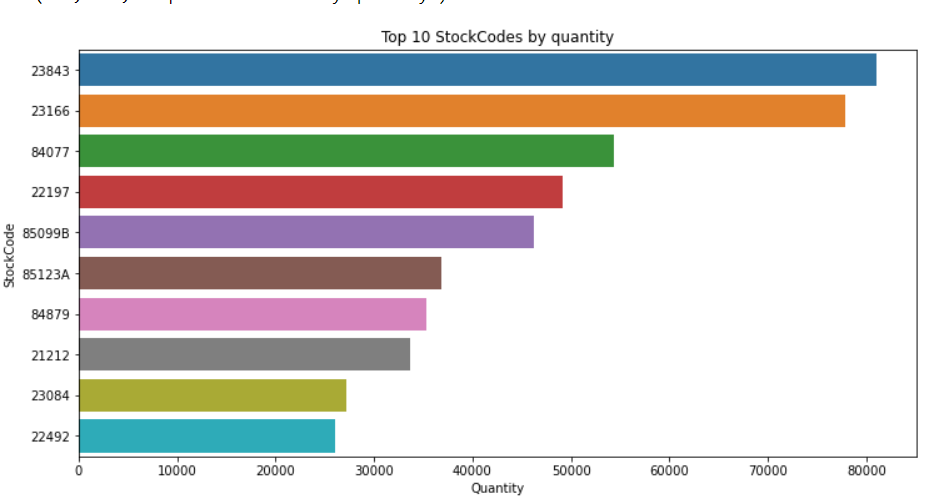 Top 10 StockCodes by quantity
23843
23166
84077
22197
85099B
85123A
84879
21212
23084
22492
StockCode
0 10000 20000 30000 40000 50000 60000 70000 80000
Quantity